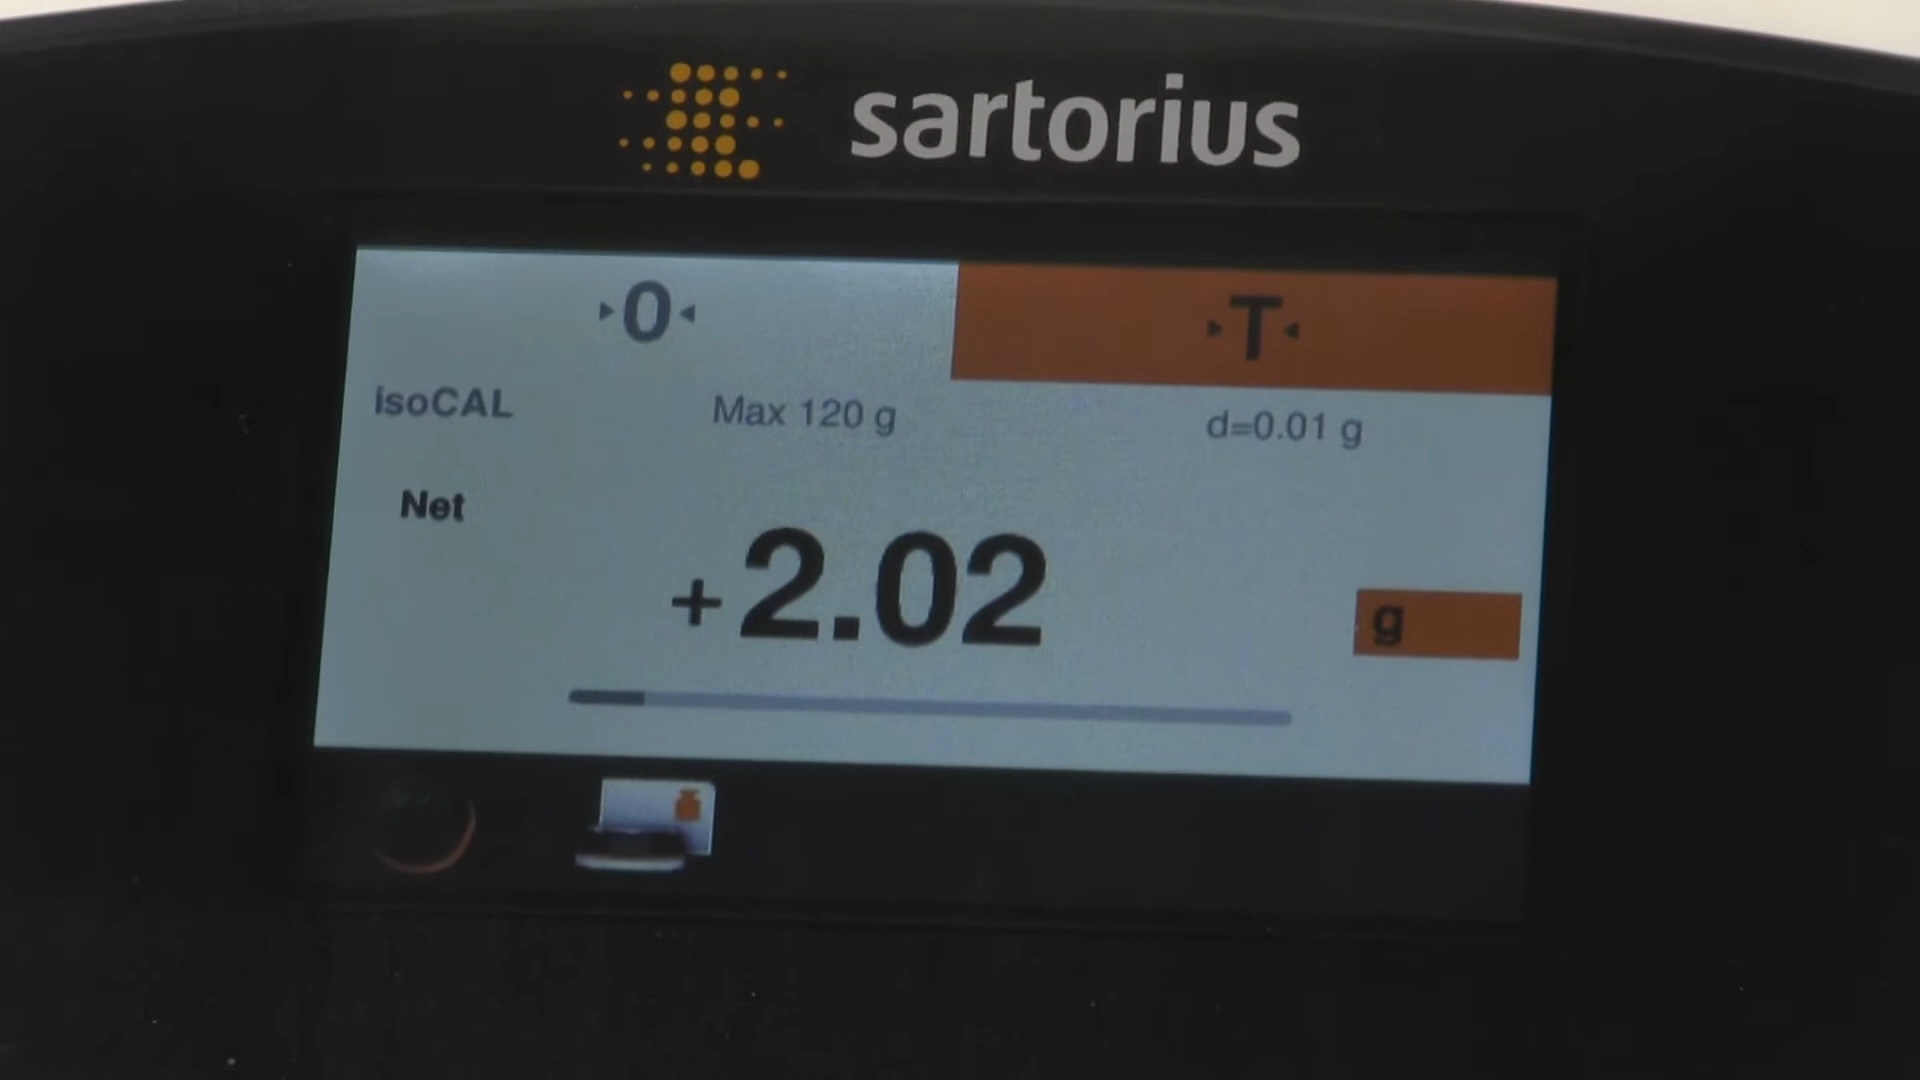 sartorius
0 T
isoCAL Max 120 g d=0.01 g
Net
+2.02 g